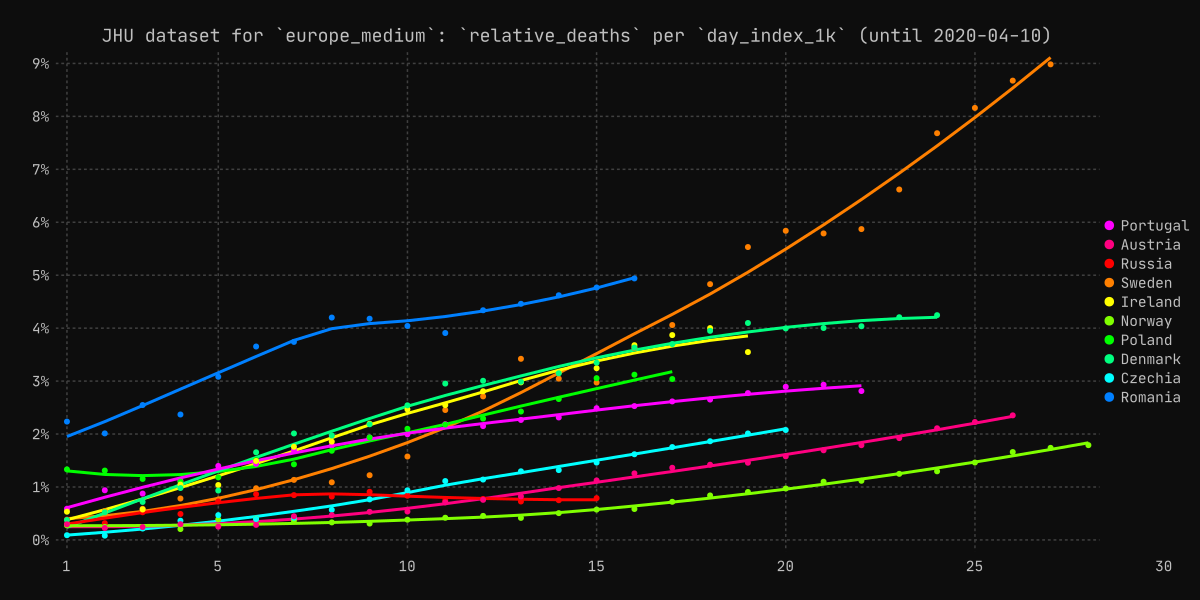 JHU dataset for `europe_medium`: `relative_deaths` per `day_index_1k` (until 2020-04-10)
9%
8%
7%
6%
5%
4%
3%
2%
1%
0%
1 5 10 15 20 25 30
Portugal
Austria
Russia
Sweden
Ireland
Norway
Poland
Denmark
Czechia
Romania